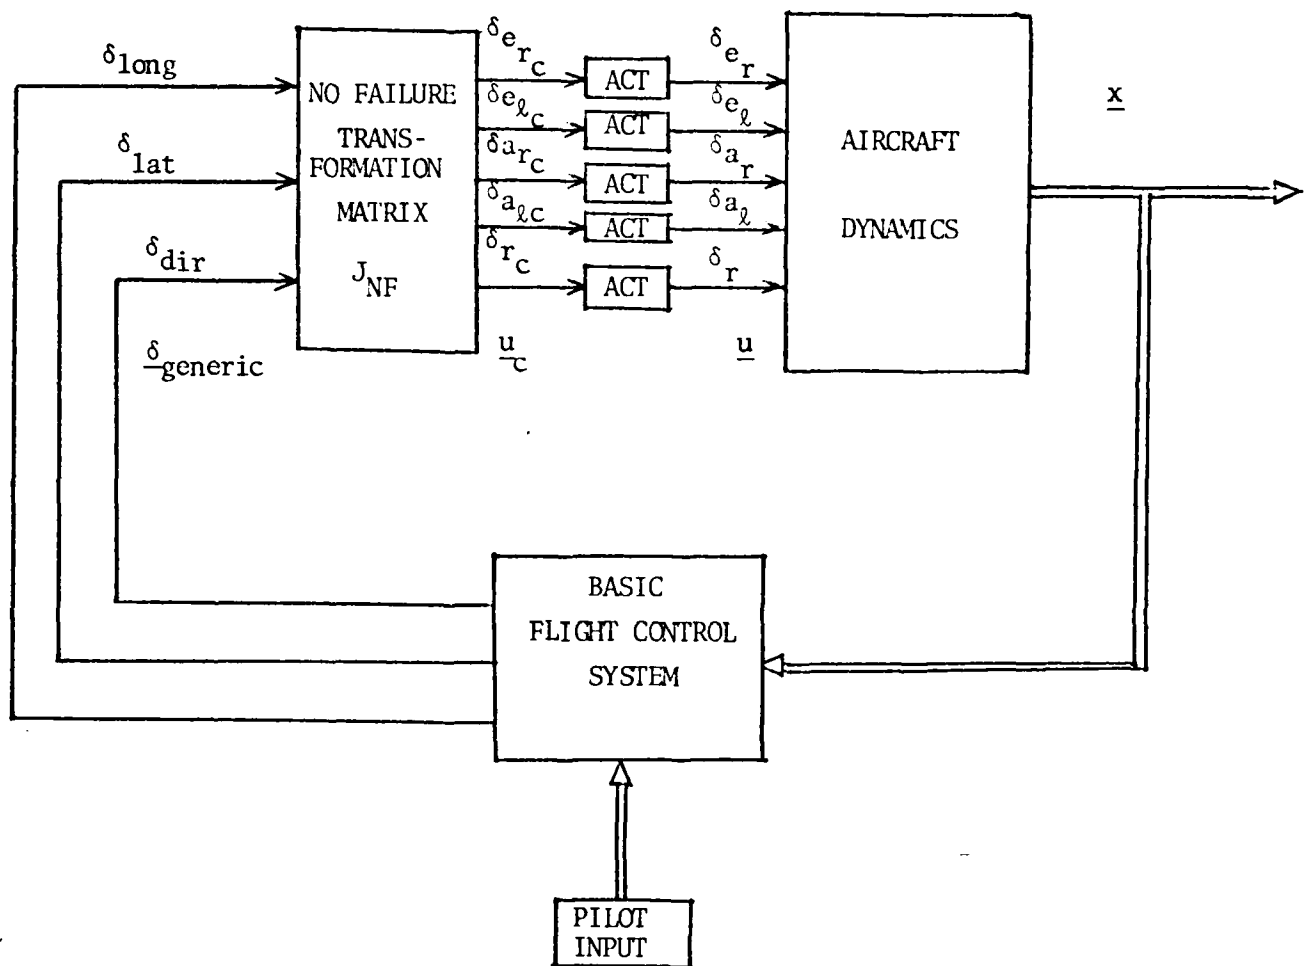 δlong
δlat
δdir
δgeneric
NO FAILURE
TRANS-
FORMATION
MATRIX
JNF
δerc
δeℓc
δarc
δaℓc
δrc
uc
ACT
ACT
ACT
ACT
ACT
δer
δeℓ
δar
δaℓ
δr
u
AIRCRAFT
DYNAMICS
x
BASIC
FLIGHT CONTROL
SYSTEM
PILOT
INPUT